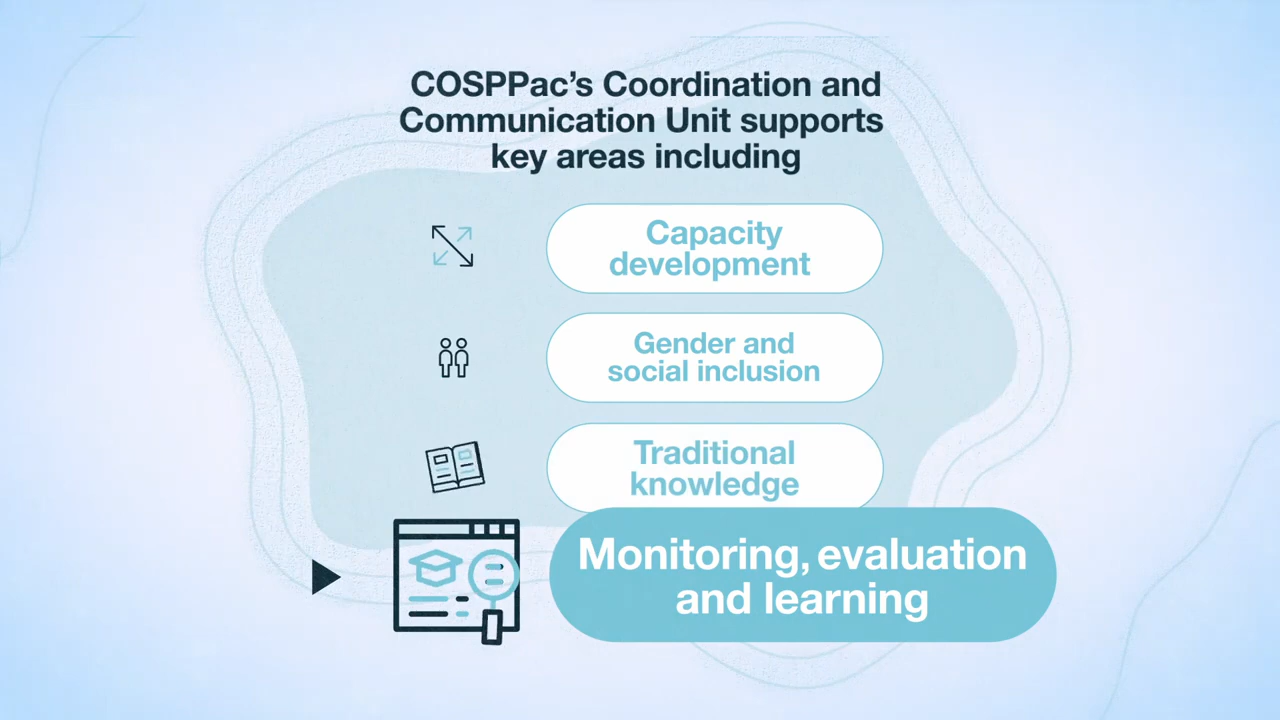 COSPPac’s Coordination and
Communication Unit supports
key areas including
Capacity
development
Gender and
social inclusion
Traditional
knowledge
Monitoring, evaluation
and learning